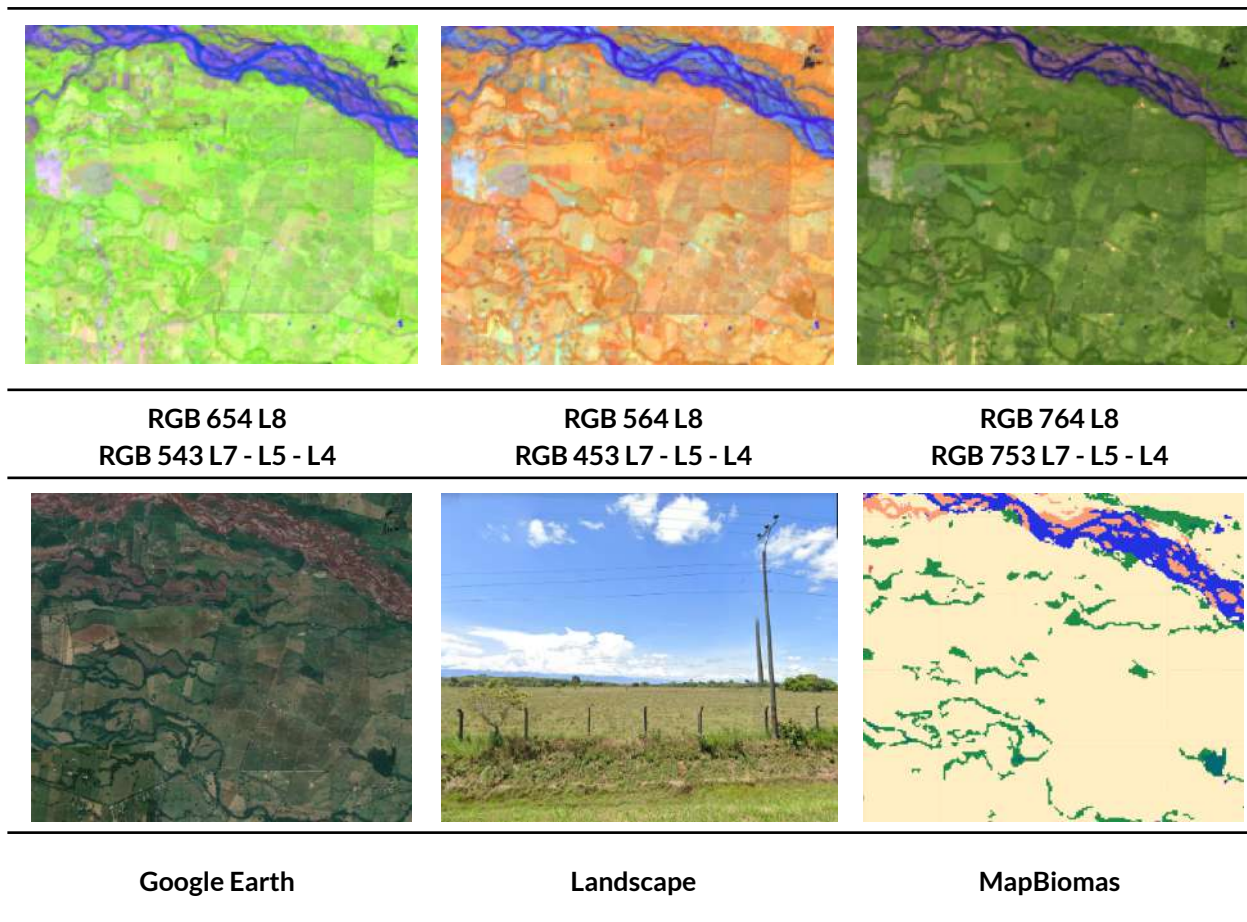 RGB 654 L8
RGB 543 L7 - L5 - L4
RGB 564 L8
RGB 453 L7 - L5 - L4
RGB 764 L8
RGB 753 L7 - L5 - L4
Google Earth
Landscape
MapBiomas